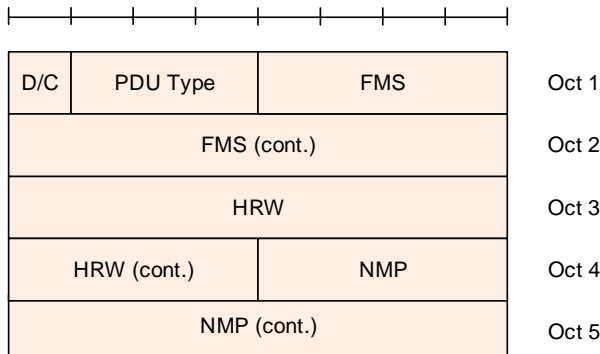 D/C PDU Type FMS Oct 1
FMS (cont.) Oct 2
HRW Oct 3
HRW (cont.) NMP Oct 4
NMP (cont.) Oct 5